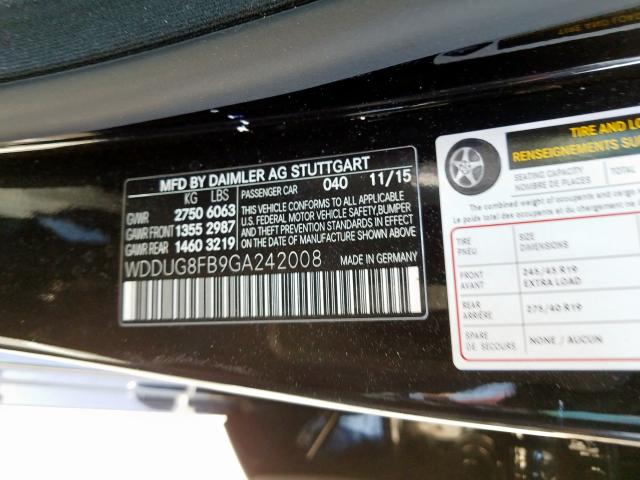 MFD BY DAIMLER AG STUTTGART
KG LBS
PASSENGER CAR 040 11/15
GVWR 2750 6063
GAWR FRONT 1355 2987
GAWR REAR 1460 3219
THIS VEHICLE CONFORMS TO ALL APPLICABLE
U.S. FEDERAL MOTOR VEHICLE SAFETY, BUMPER
AND THEFT PREVENTION STANDARDS IN EFFECT
ON THE DATE OF MANUFACTURE SHOWN ABOVE.
WDDUG8FB9GA242008
TIRE AND LO
RENSEIGNEMENTS SU
SEATING CAPACITY
NOMBRE DE PLACES
TOTAL
The combined weight of occupants and cargo
Le poids total des occupants et du chargement
TIRE
PNEU
SIZE
DIMENSIONS
FRONT
AVANT
245/45 R19
EXTRA LOAD
REAR
ARRIÈRE
275/40 R19
SPARE
DE SECOURS
NONE / AUCUN